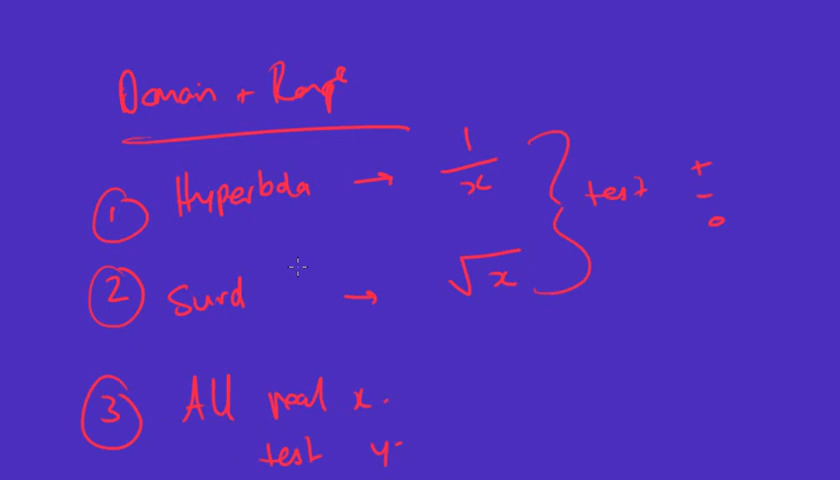 Domain + Range
① Hyperbola → 1/x } test + - 0
② Surd → √x
③ All real x.
test y.